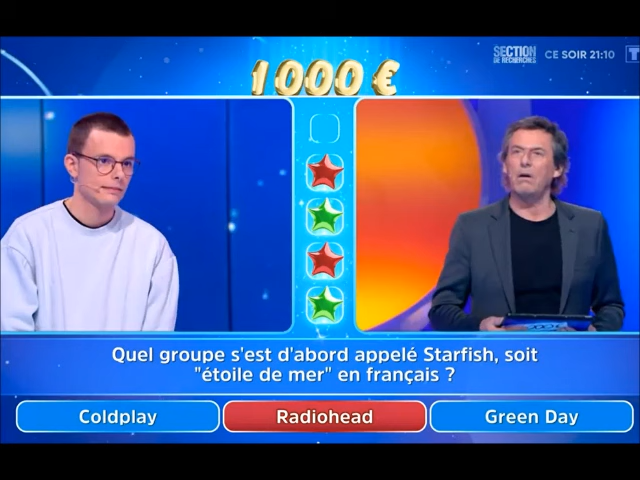 SECTION
DE RECHERCHES
CE SOIR 21:10
1000 €
Quel groupe s'est d'abord appelé Starfish, soit
"étoile de mer" en français ?
Coldplay
Radiohead
Green Day